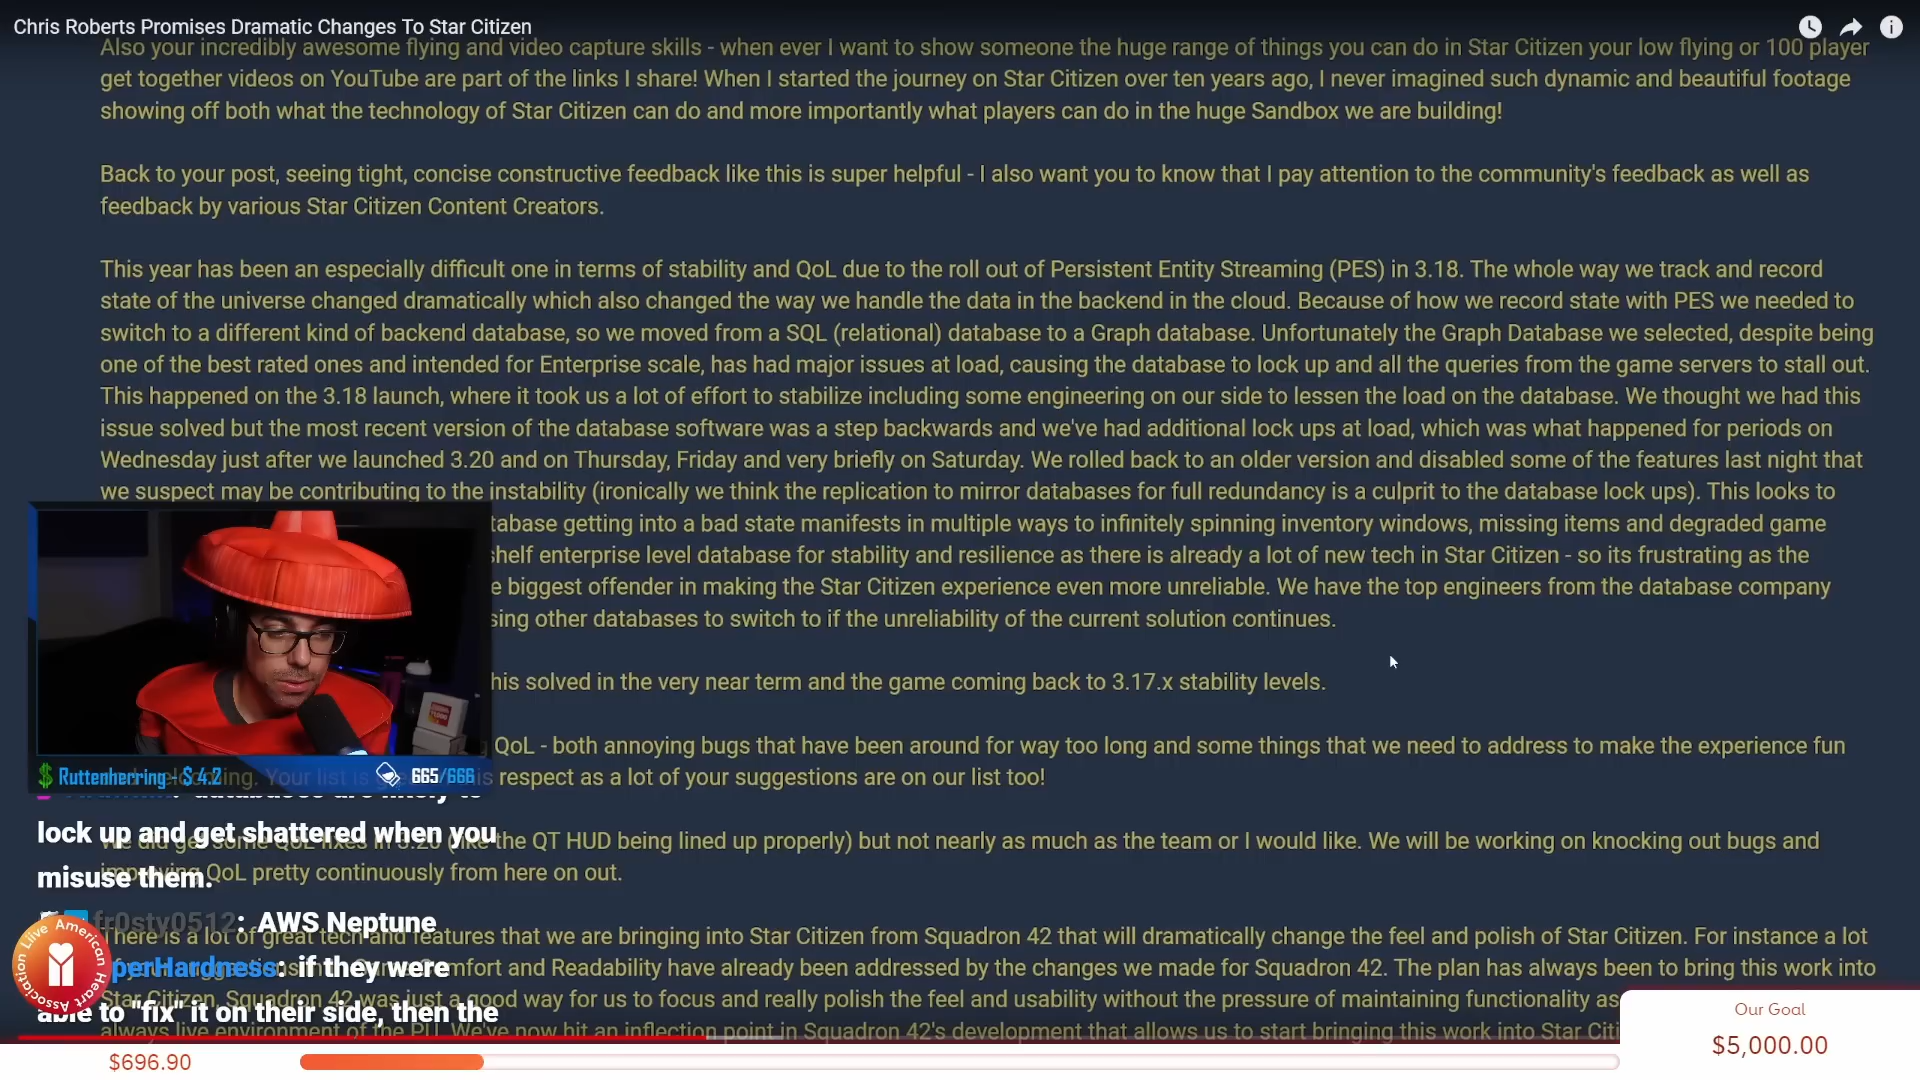 Chris Roberts Promises Dramatic Changes To Star Citizen
Also your incredibly awesome flying and video capture skills - when ever I want to show someone the huge range of things you can do in Star Citizen your low flying or 100 player
get together videos on YouTube are part of the links I share! When I started the journey on Star Citizen over ten years ago, I never imagined such dynamic and beautiful footage
showing off both what the technology of Star Citizen can do and more importantly what players can do in the huge Sandbox we are building!
Back to your post, seeing tight, concise constructive feedback like this is super helpful - I also want you to know that I pay attention to the community's feedback as well as
feedback by various Star Citizen Content Creators.
This year has been an especially difficult one in terms of stability and QoL due to the roll out of Persistent Entity Streaming (PES) in 3.18. The whole way we track and record
state of the universe changed dramatically which also changed the way we handle the data in the backend in the cloud. Because of how we record state with PES we needed to
switch to a different kind of backend database, so we moved from a SQL (relational) database to a Graph database. Unfortunately the Graph Database we selected, despite being
one of the best rated ones and intended for Enterprise scale, has had major issues at load, causing the database to lock up and all the queries from the game servers to stall out.
This happened on the 3.18 launch, where it took us a lot of effort to stabilize including some engineering on our side to lessen the load on the database. We thought we had this
issue solved but the most recent version of the database software was a step backwards and we've had additional lock ups at load, which was what happened for periods on
Wednesday just after we launched 3.20 and on Thursday, Friday and very briefly on Saturday. We rolled back to an older version and disabled some of the features last night that
we suspect may be contributing to the instability (ironically we think the replication to mirror databases for full redundancy is a culprit to the database lock ups). This looks to
tabase getting into a bad state manifests in multiple ways to infinitely spinning inventory windows, missing items and degraded game
shelf enterprise level database for stability and resilience as there is already a lot of new tech in Star Citizen - so its frustrating as the
e biggest offender in making the Star Citizen experience even more unreliable. We have the top engineers from the database company
sing other databases to switch to if the unreliability of the current solution continues.
his solved in the very near term and the game coming back to 3.17.x stability levels.
QoL - both annoying bugs that have been around for way too long and some things that we need to address to make the experience fun
Your list is respect as a lot of your suggestions are on our list too!
Ruttenherring - $ 4.2
665/666
lock up and get shattered when you
misuse them.
the QT HUD being lined up properly) but not nearly as much as the team or I would like. We will be working on knocking out bugs and
QoL pretty continuously from here on out.
fr0sty0512: AWS Neptune
There is a lot of great tech and features that we are bringing into Star Citizen from Squadron 42 that will dramatically change the feel and polish of Star Citizen. For instance a lot
perHardness: if they were
and Readability have already been addressed by the changes we made for Squadron 42. The plan has always been to bring this work into
Star Citizen, Squadron 42 was just a good way for us to focus and really polish the feel and usability without the pressure of maintaining functionality as
able to "fix" it on their side, then the
always live environment of the PU. We've now hit an inflection point in Squadron 42's development that allows us to start bringing this work into Star Citi
American Heart Association
Our Goal
$5,000.00
$696.90